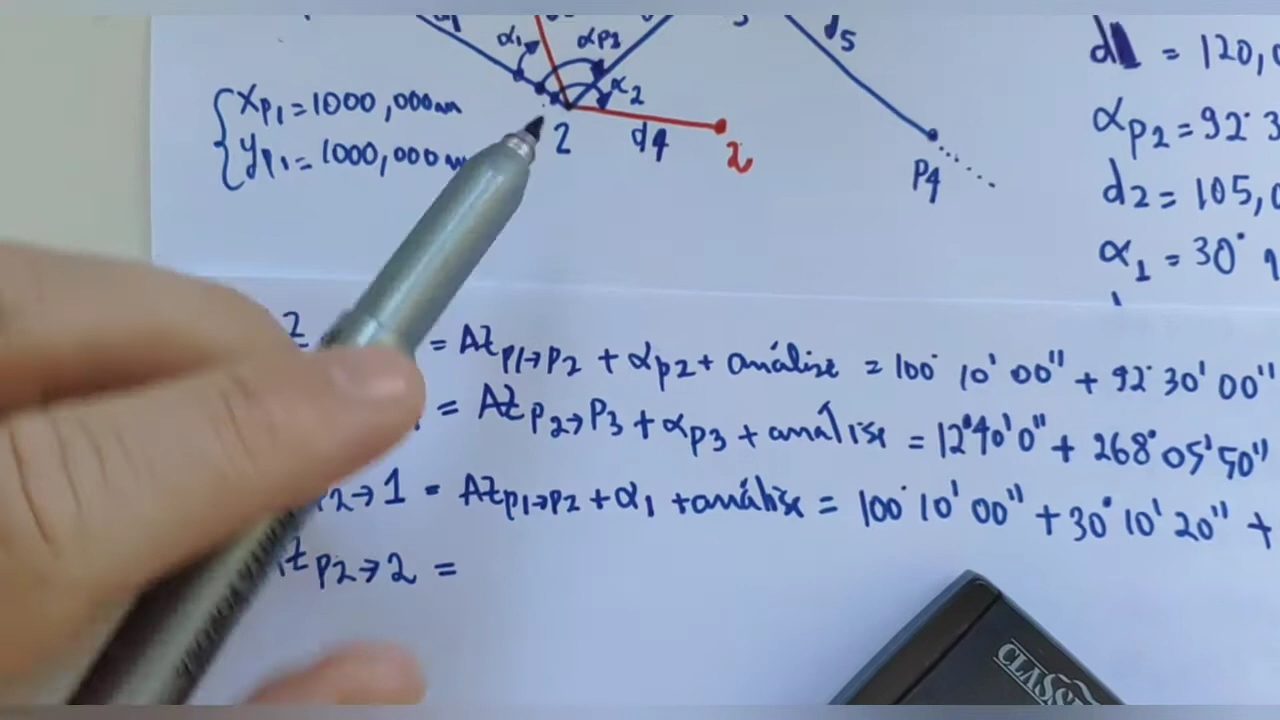 α1
αP3
α2
d5
XP1=1000,000m
YP1=1000,000m
2
d4
2
P4
d1 = 120,0
αP2=92°3
d2=105,0
α1=30°
2 = AzP1→P2 + αP2+ análise = 100° 10' 00" + 92° 30' 00"
= AzP2→P3 + αP3 + análise = 12°40'0" + 268°05'50"
P2→1 = AzP1→P2 + α1 + análise = 100° 10' 00" + 30° 10' 20" +
AzP2→2 =
CLASS